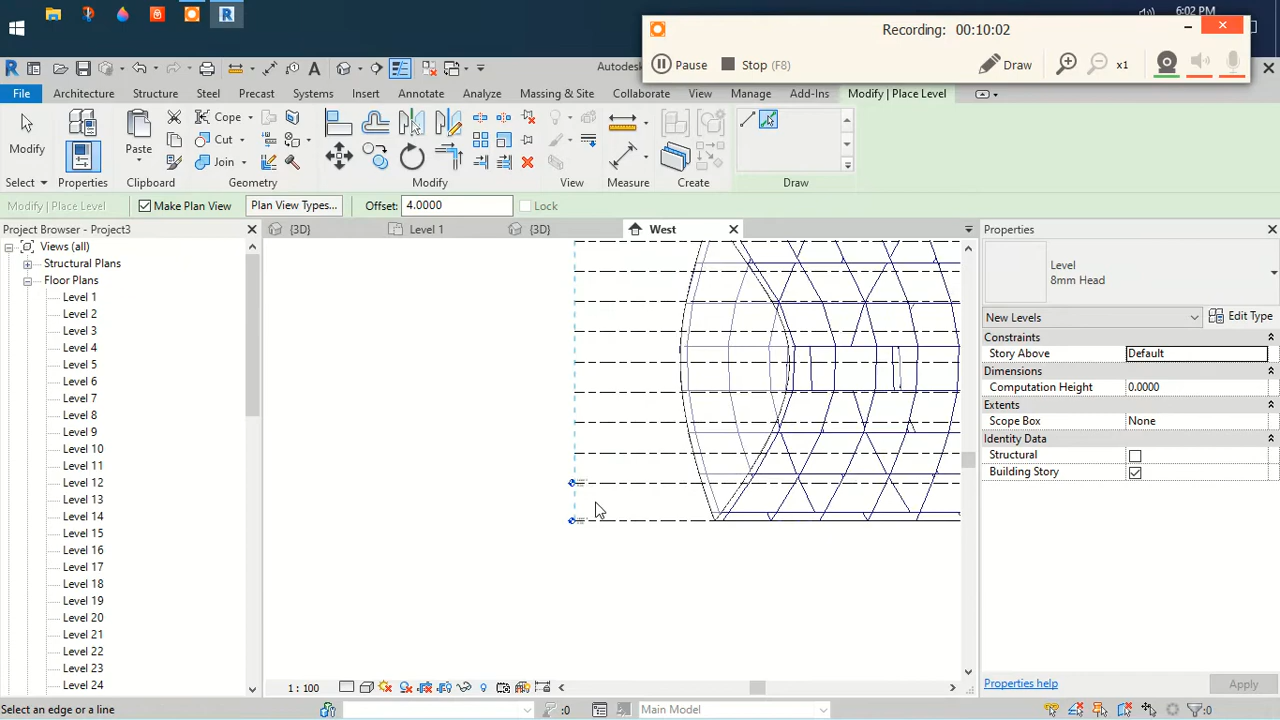 6:02 PM
Recording: 00:10:02
Pause
Stop (F8)
Draw
x1
R
Autodes
File
Architecture
Structure
Steel
Precast
Systems
Insert
Annotate
Analyze
Massing & Site
Collaborate
View
Manage
Add-Ins
Modify | Place Level
Modify
Properties
Paste
Cope
Cut
Join
Select
Properties
Clipboard
Geometry
Modify
View
Measure
Create
Draw
Modify | Place Level
Make Plan View
Plan View Types...
Offset: 4.0000
Lock
Project Browser - Project3
{3D}
Level 1
{3D}
West
Properties
Views (all)
Structural Plans
Floor Plans
Level 1
Level 2
Level 3
Level 4
Level 5
Level 6
Level 7
Level 8
Level 9
Level 10
Level 11
Level 12
Level 13
Level 14
Level 15
Level 16
Level 17
Level 18
Level 19
Level 20
Level 21
Level 22
Level 23
Level 24
Level
8mm Head
New Levels
Edit Type
Constraints
Story Above Default
Dimensions
Computation Height 0.0000
Extents
Scope Box None
Identity Data
Structural
Building Story
Properties help
Apply
1 : 100
Select an edge or a line
:0
Main Model
:0